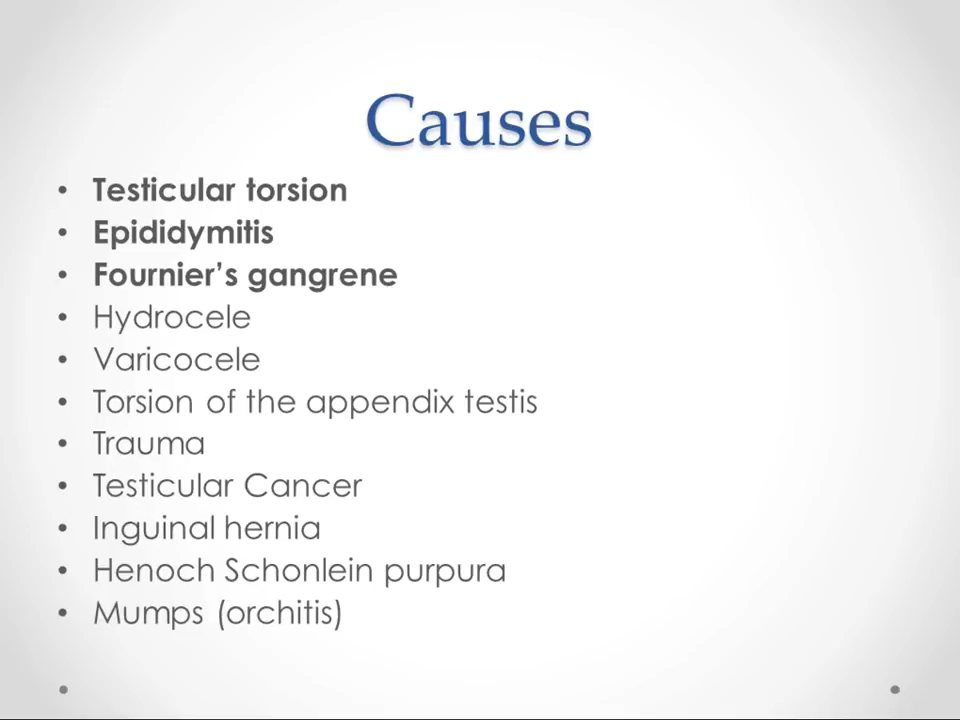 Causes
• Testicular torsion
• Epididymitis
• Fournier’s gangrene
• Hydrocele
• Varicocele
• Torsion of the appendix testis
• Trauma
• Testicular Cancer
• Inguinal hernia
• Henoch Schonlein purpura
• Mumps (orchitis)